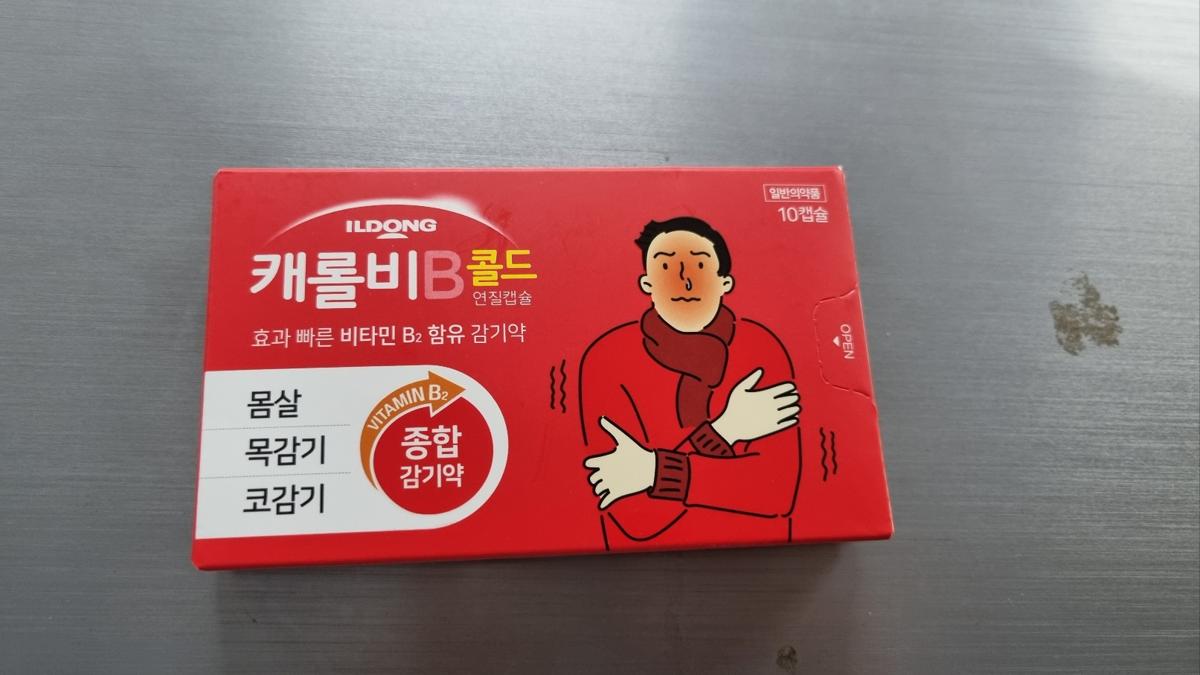 ILDONG
캐롤비B콜드
연질캡슐
효과 빠른 비타민 B₂ 함유 감기약
몸살
목감기
코감기
VITAMIN B₂
종합
감기약
일반의약품
10캡슐
OPEN